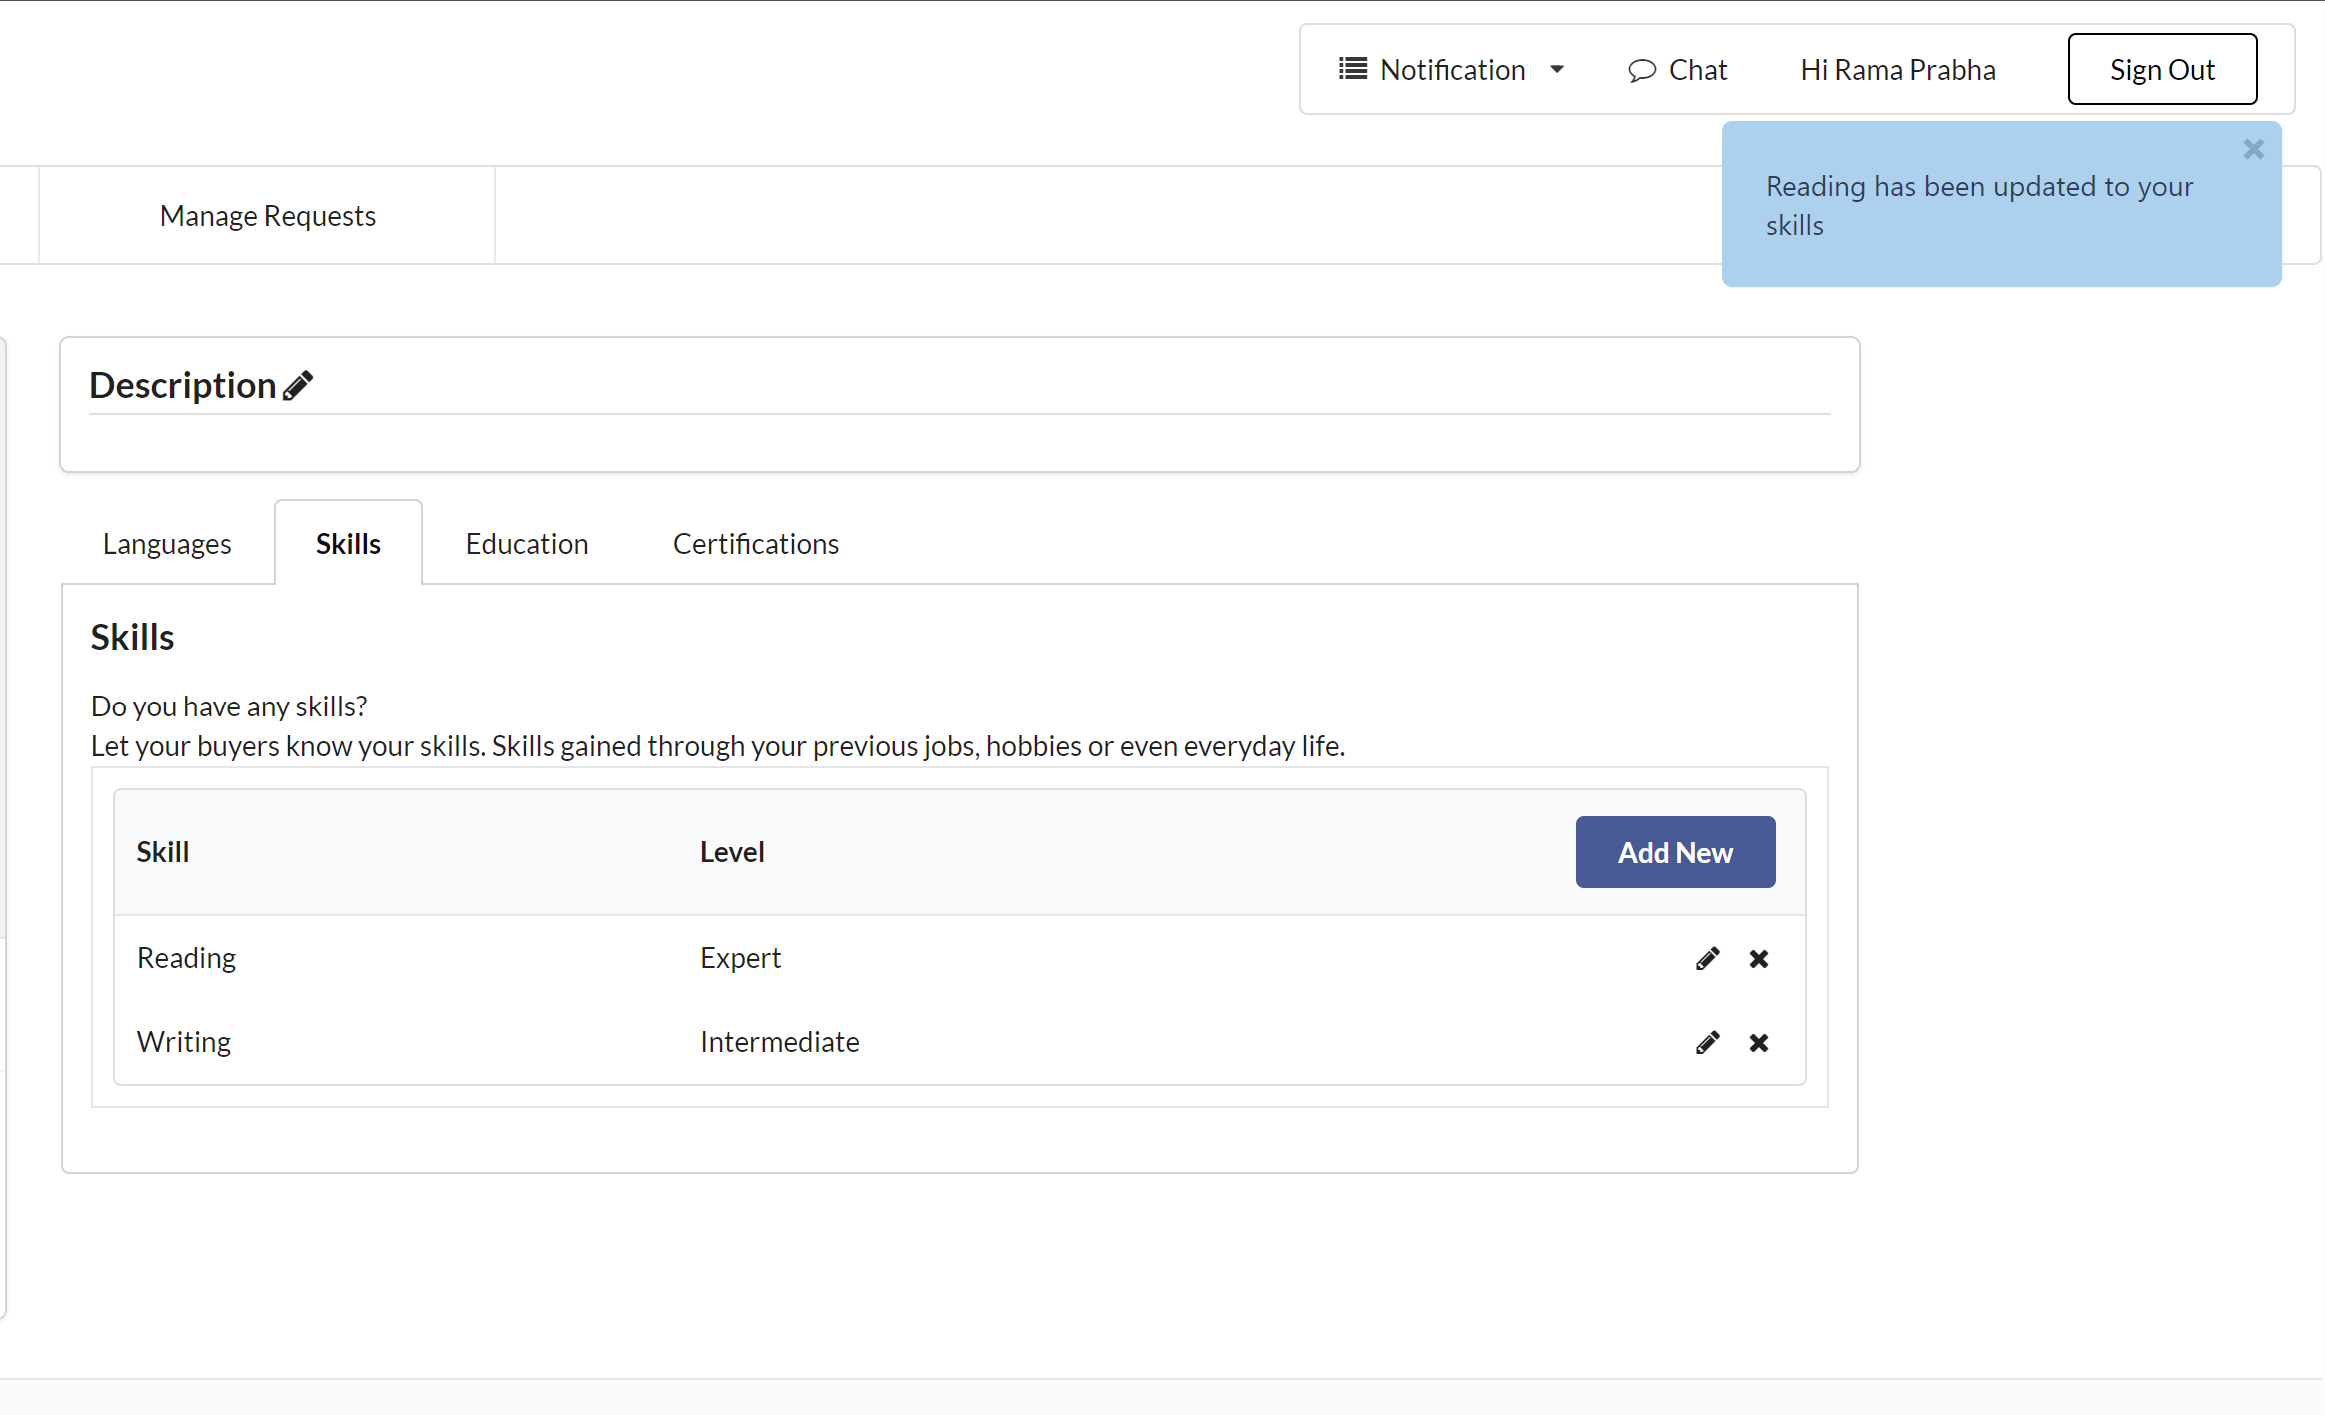 Notification Chat Hi Rama Prabha Sign Out
Reading has been updated to your
skills
Manage Requests
Description
Languages Skills Education Certifications
Skills
Do you have any skills?
Let your buyers know your skills. Skills gained through your previous jobs, hobbies or even everyday life.
Skill Level Add New
Reading Expert
Writing Intermediate